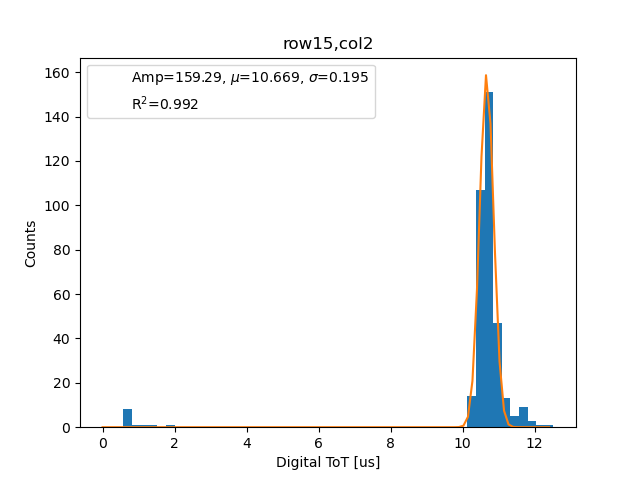 row15,col2
Amp=159.29, μ=10.669, σ=0.195
R²=0.992
160
140
120
100
80
60
40
20
0
Counts
0 2 4 6 8 10 12
Digital ToT [us]